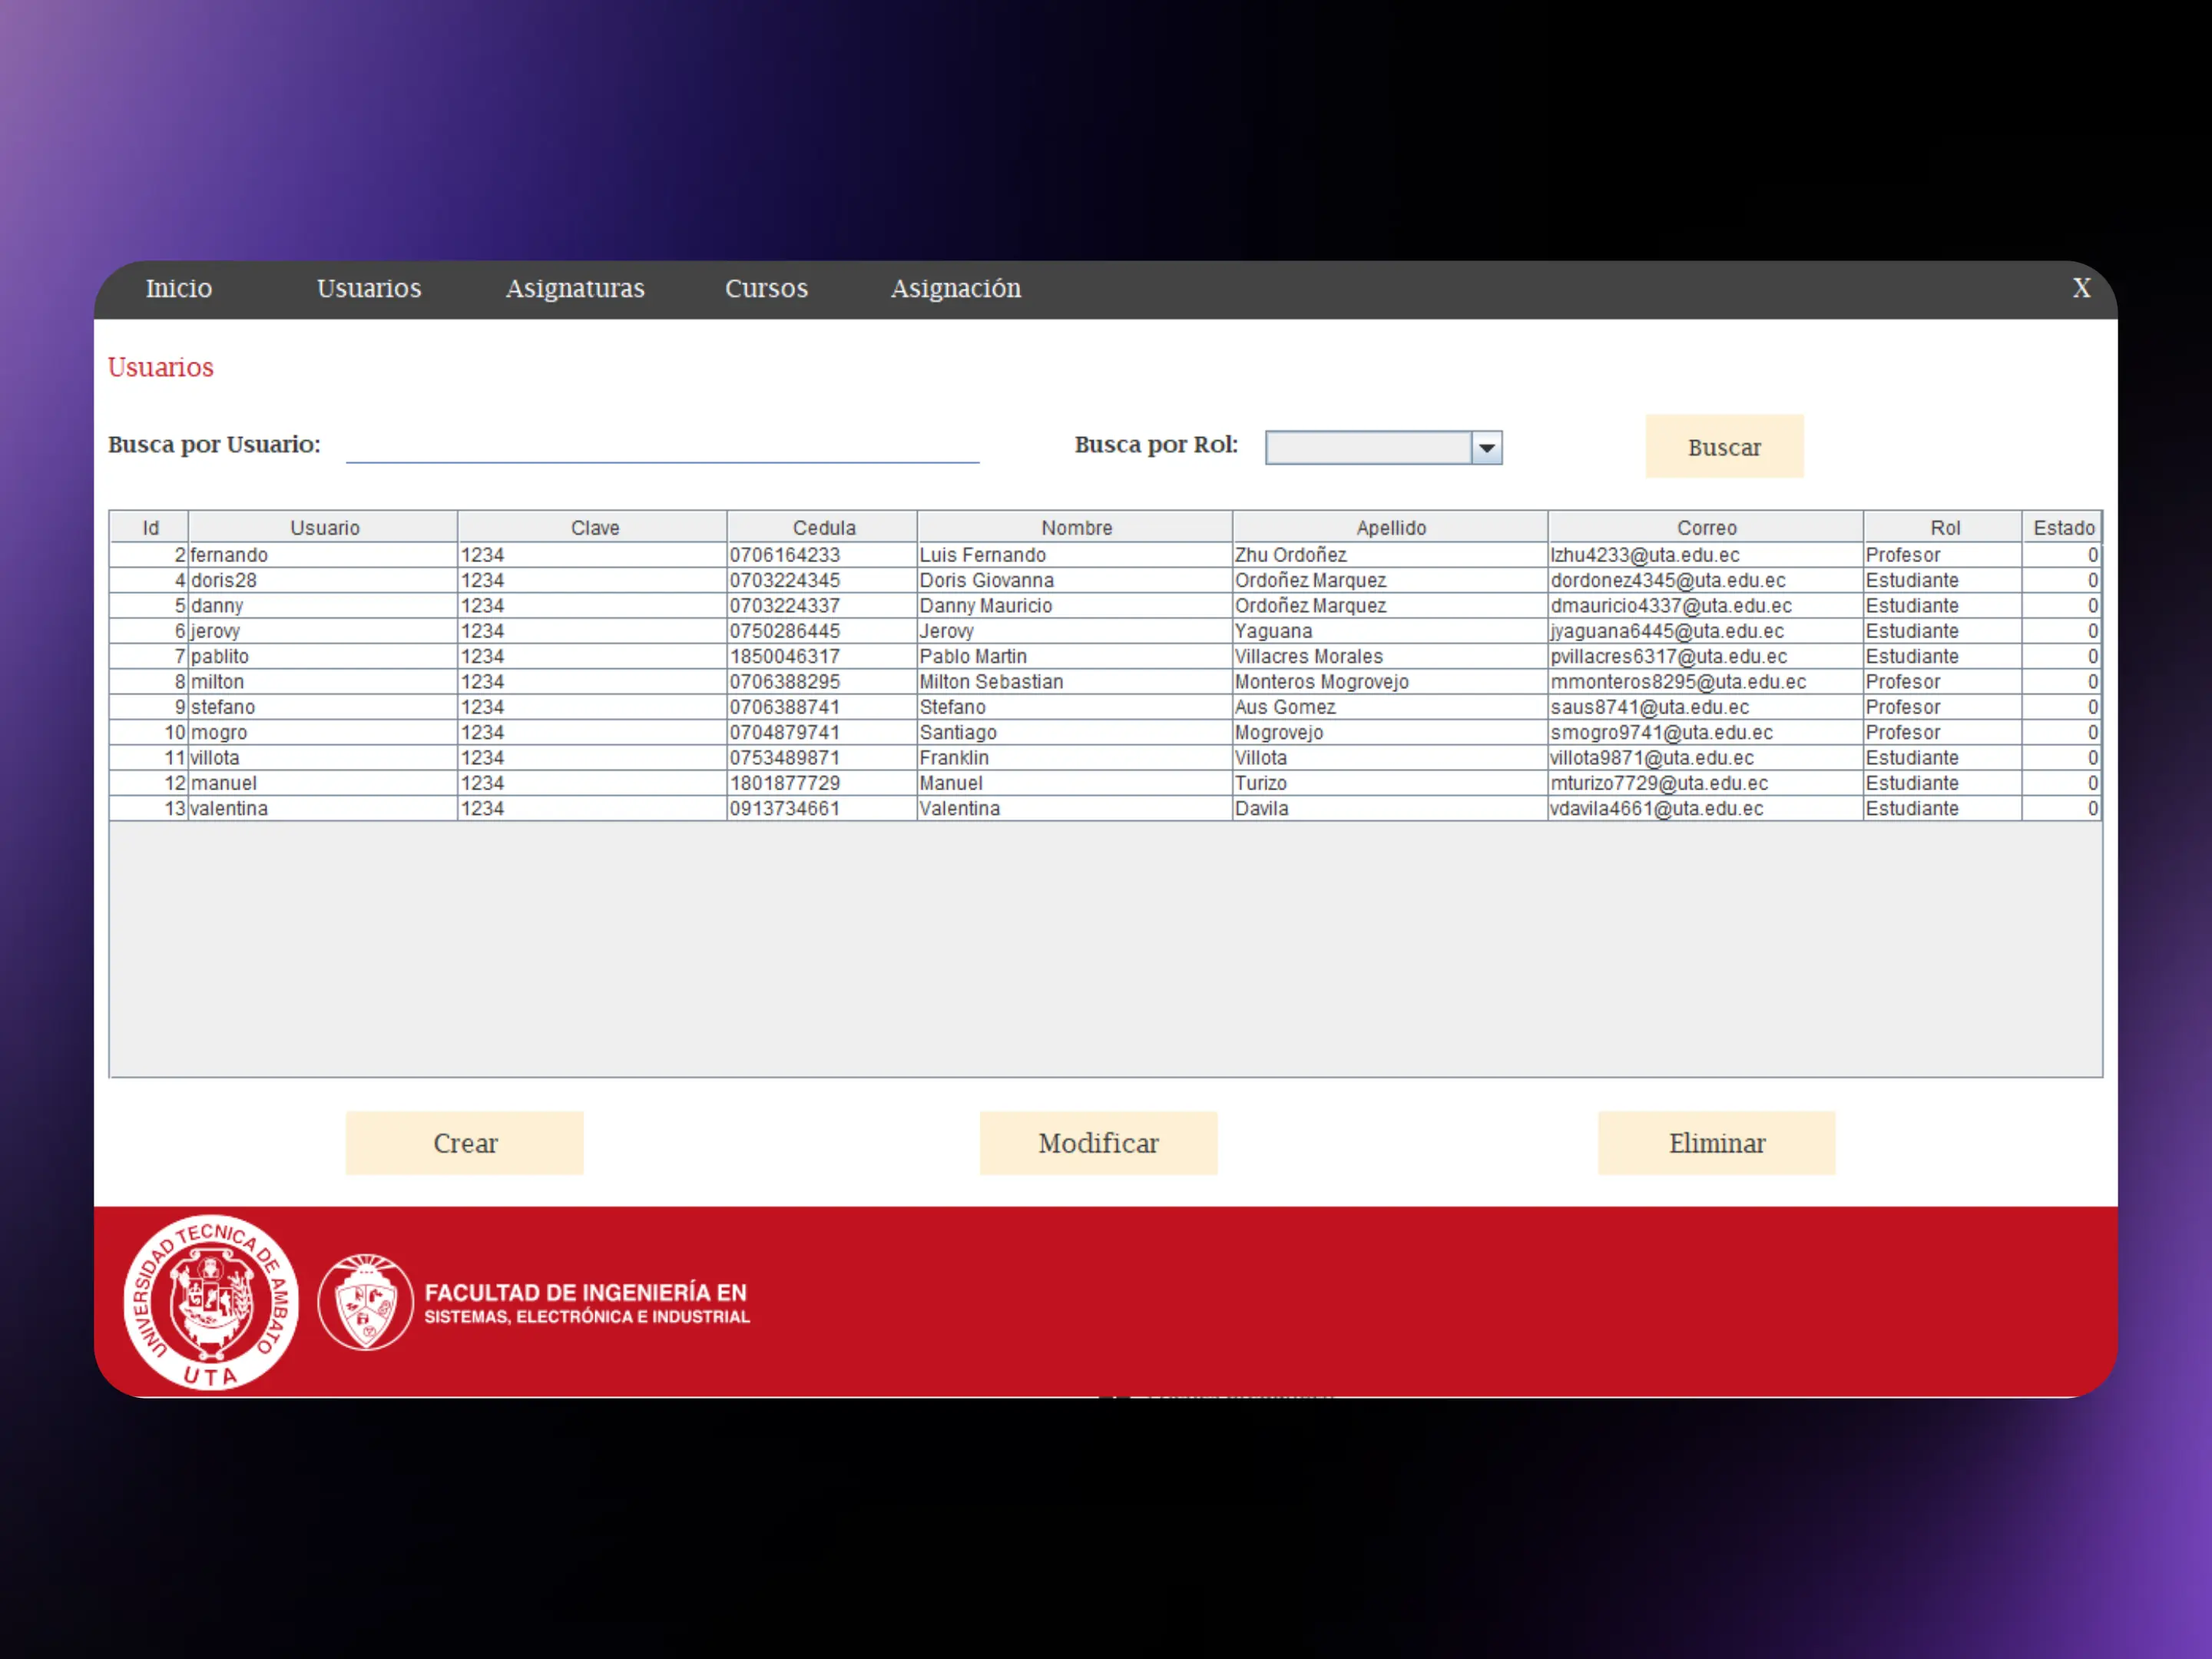 Inicio Usuarios Asignaturas Cursos Asignación X
Usuarios
Busca por Usuario: Busca por Rol: Buscar
Id Usuario Clave Cedula Nombre Apellido Correo Rol Estado
2 fernando 1234 0706164233 Luis Fernando Zhu Ordoñez lzhu4233@uta.edu.ec Profesor 0
4 doris28 1234 0703224345 Doris Giovanna Ordoñez Marquez dordonez4345@uta.edu.ec Estudiante 0
5 danny 1234 0703224337 Danny Mauricio Ordoñez Marquez dmauricio4337@uta.edu.ec Estudiante 0
6 jerovy 1234 0750286445 Jerovy Yaguana jyaguana6445@uta.edu.ec Estudiante 0
7 pablito 1234 1850046317 Pablo Martin Villacres Morales pvillacres6317@uta.edu.ec Estudiante 0
8 milton 1234 0706388295 Milton Sebastian Monteros Mogrovejo mmonteros8295@uta.edu.ec Profesor 0
9 stefano 1234 0706388741 Stefano Aus Gomez saus8741@uta.edu.ec Profesor 0
10 mogro 1234 0704879741 Santiago Mogrovejo smogro9741@uta.edu.ec Profesor 0
11 villota 1234 0753489871 Franklin Villota villota9871@uta.edu.ec Estudiante 0
12 manuel 1234 1801877729 Manuel Turizo mturizo7729@uta.edu.ec Estudiante 0
13 valentina 1234 0913734661 Valentina Davila vdavila4661@uta.edu.ec Estudiante 0
Crear Modificar Eliminar
UNIVERSIDAD TECNICA DE AMBATO
UTA
FACULTAD DE INGENIERÍA EN
SISTEMAS, ELECTRÓNICA E INDUSTRIAL